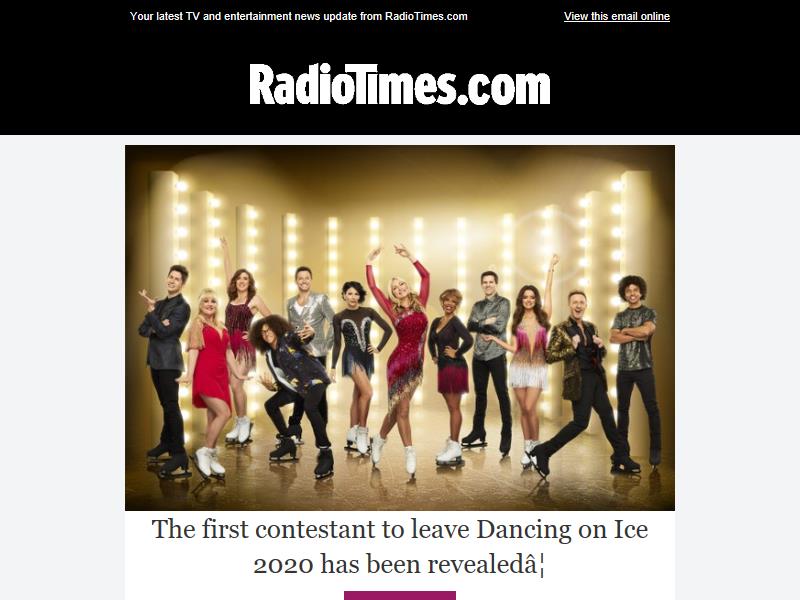 Your latest TV and entertainment news update from RadioTimes.com
View this email online
RadioTimes.com
The first contestant to leave Dancing on Ice
2020 has been revealedâ¦